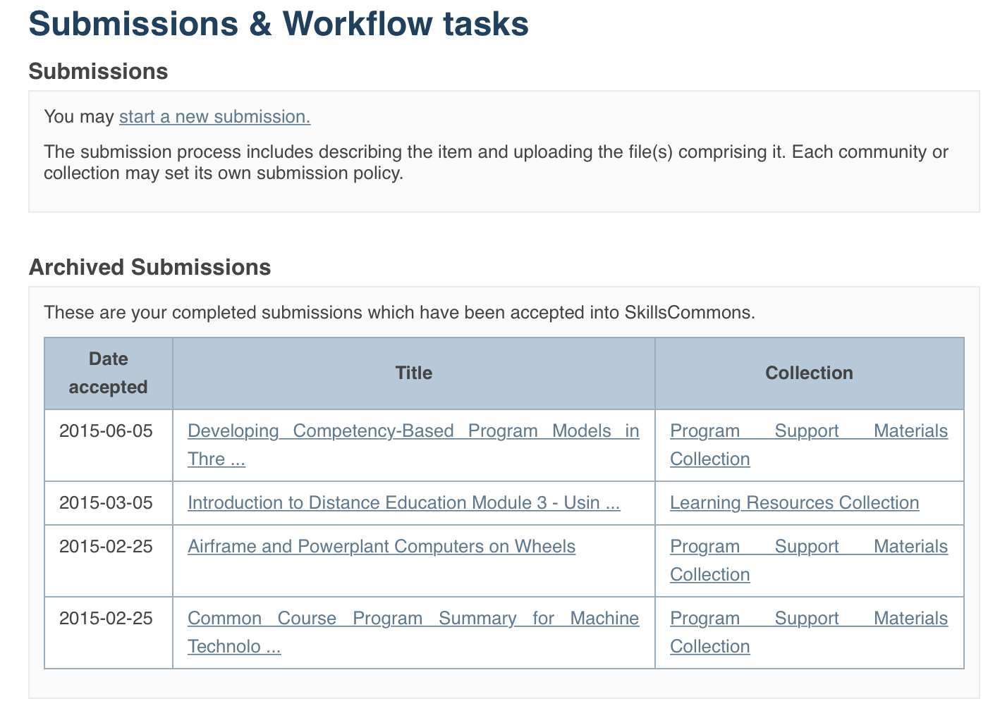 Submissions & Workflow tasks
Submissions
You may start a new submission.
The submission process includes describing the item and uploading the file(s) comprising it. Each community or
collection may set its own submission policy.
Archived Submissions
These are your completed submissions which have been accepted into SkillsCommons.
Date
accepted
Title
Collection
2015-06-05
Developing Competency-Based Program Models in
Thre ...
Program Support Materials
Collection
2015-03-05
Introduction to Distance Education Module 3 - Usin ...
Learning Resources Collection
2015-02-25
Airframe and Powerplant Computers on Wheels
Program Support Materials
Collection
2015-02-25
Common Course Program Summary for Machine
Technolo ...
Program Support Materials
Collection